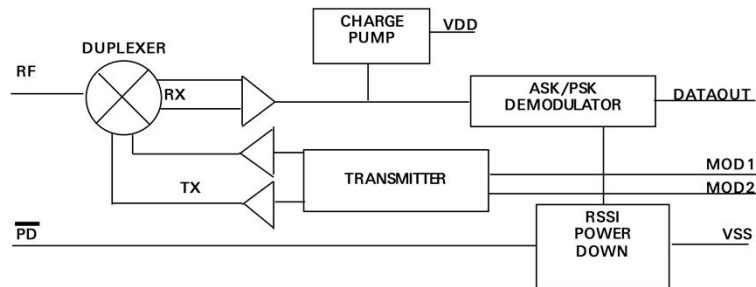 CHARGE
PUMP
VDD
DUPLEXER
RF
RX
ASK/PSK
DEMODULATOR
DATAOUT
TRANSMITTER
MOD1
MOD2
TX
PD
RSSI
POWER
DOWN
VSS